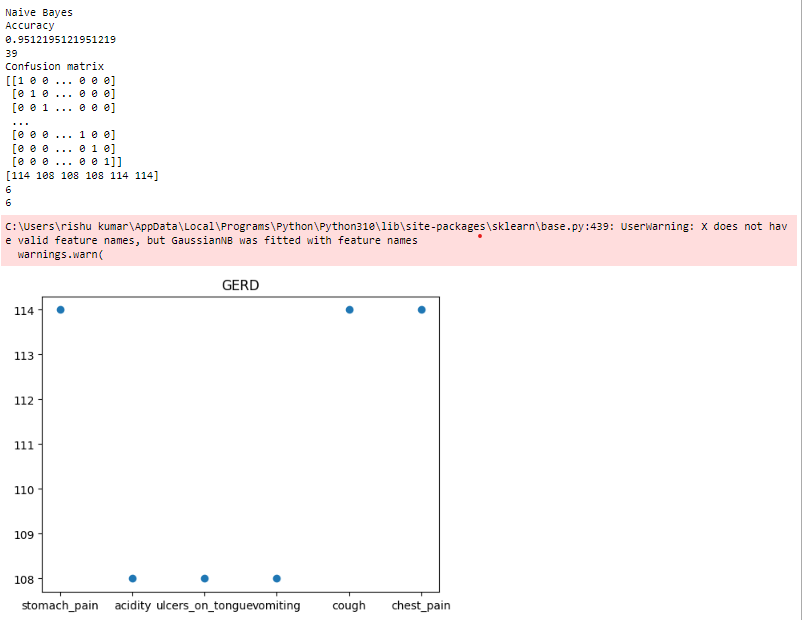 Naive Bayes
Accuracy
0.9512195121951219
39
Confusion matrix
[[1 0 0 ... 0 0 0]
[0 1 0 ... 0 0 0]
[0 0 1 ... 0 0 0]
...
[0 0 0 ... 1 0 0]
[0 0 0 ... 0 1 0]
[0 0 0 ... 0 0 1]]
[114 108 108 108 114 114]
6
6
C:\Users\rishu kumar\AppData\Local\Programs\Python\Python310\lib\site-packages\sklearn\base.py:439: UserWarning: X does not hav
e valid feature names, but GaussianNB was fitted with feature names
warnings.warn(
GERD
114
113
112
111
110
109
108
stomach_pain acidity ulcers_on_tonguevomiting cough chest_pain